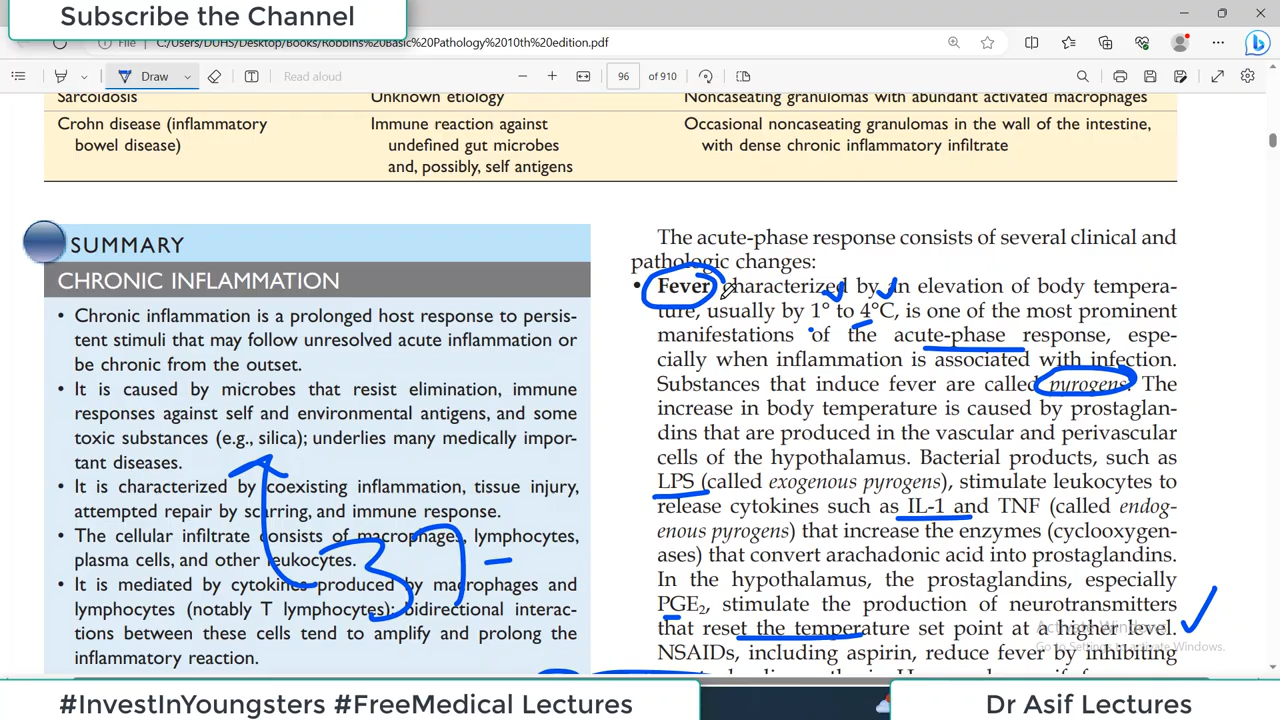 Subscribe the Channel
File
C:/Users/DUHS/Desktop/Books/Robbins%20Basic%20Pathology%2010th%20edition.pdf
Draw
Read aloud
96
of 910
Sarcoidosis
Unknown etiology
Noncaseating granulomas with abundant activated macrophages
Crohn disease (inflammatory
bowel disease)
Immune reaction against
undefined gut microbes
and, possibly, self antigens
Occasional noncaseating granulomas in the wall of the intestine,
with dense chronic inflammatory infiltrate
SUMMARY
CHRONIC INFLAMMATION
• Chronic inflammation is a prolonged host response to persis-
tent stimuli that may follow unresolved acute inflammation or
be chronic from the outset.
• It is caused by microbes that resist elimination, immune
responses against self and environmental antigens, and some
toxic substances (e.g., silica); underlies many medically impor-
tant diseases.
• It is characterized by coexisting inflammation, tissue injury,
attempted repair by scarring, and immune response.
• The cellular infiltrate consists of macrophages, lymphocytes,
plasma cells, and other leukocytes.
• It is mediated by cytokines produced by macrophages and
lymphocytes (notably T lymphocytes); bidirectional interac-
tions between these cells tend to amplify and prolong the
inflammatory reaction.
37
The acute-phase response consists of several clinical and
pathologic changes:
• Fever, characterized by an elevation of body tempera-
ture, usually by 1° to 4°C, is one of the most prominent
manifestations of the acute-phase response, espe-
cially when inflammation is associated with infection.
Substances that induce fever are called pyrogens. The
increase in body temperature is caused by prostaglan-
dins that are produced in the vascular and perivascular
cells of the hypothalamus. Bacterial products, such as
LPS (called exogenous pyrogens), stimulate leukocytes to
release cytokines such as IL-1 and TNF (called endog-
enous pyrogens) that increase the enzymes (cyclooxygen-
ases) that convert arachadonic acid into prostaglandins.
In the hypothalamus, the prostaglandins, especially
PGE₂, stimulate the production of neurotransmitters
that reset the temperature set point at a higher level.
NSAIDs, including aspirin, reduce fever by inhibiting
Activate Windows
Go to Settings to activate Windows.
#InvestInYoungsters #FreeMedical Lectures
Dr Asif Lectures